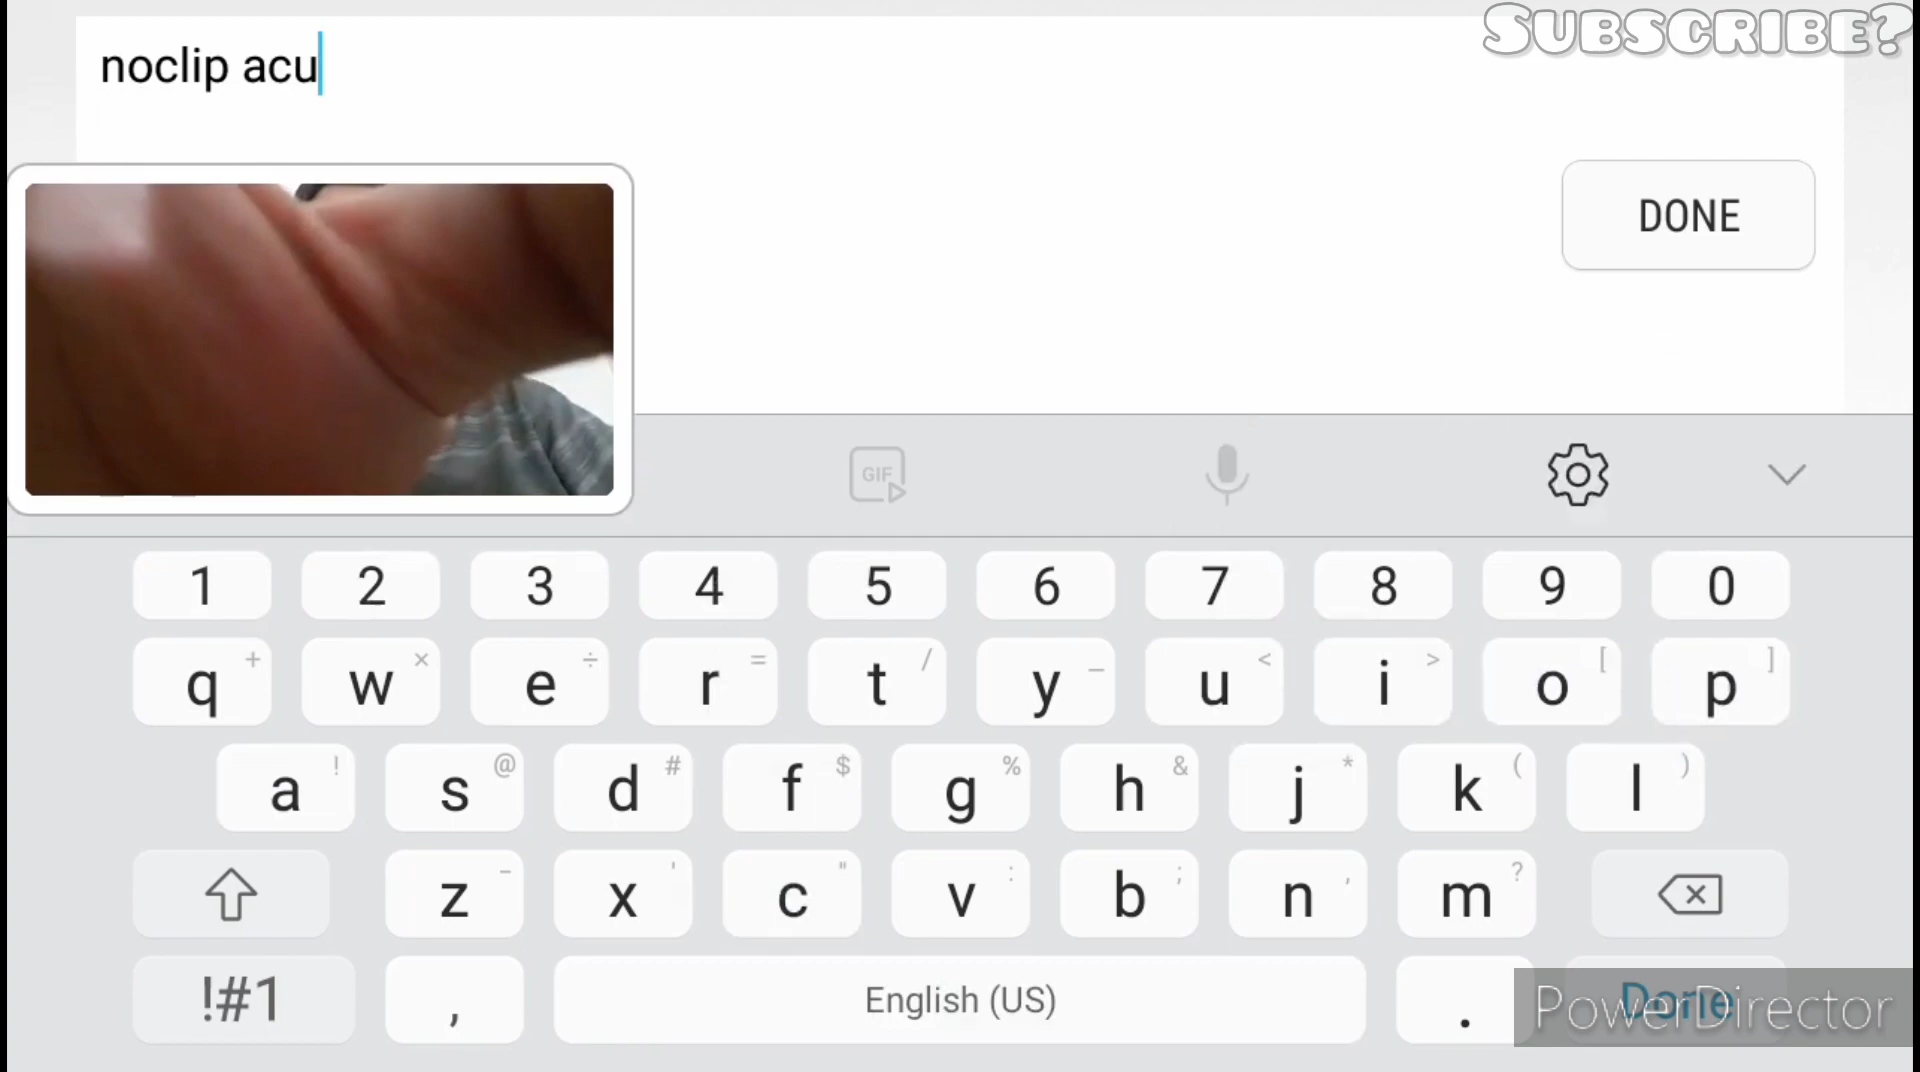 SUBSCRIBE?
noclip acu
DONE
GIF
1 2 3 4 5 6 7 8 9 0
q + w × e ÷ r = t / y _ u < i > o [ p ]
a ! s @ d # f $ g % h & j * k ( l )
z - x ' c " v : b ; n , m ?
!#1 , English (US) . Done
PowerDirector